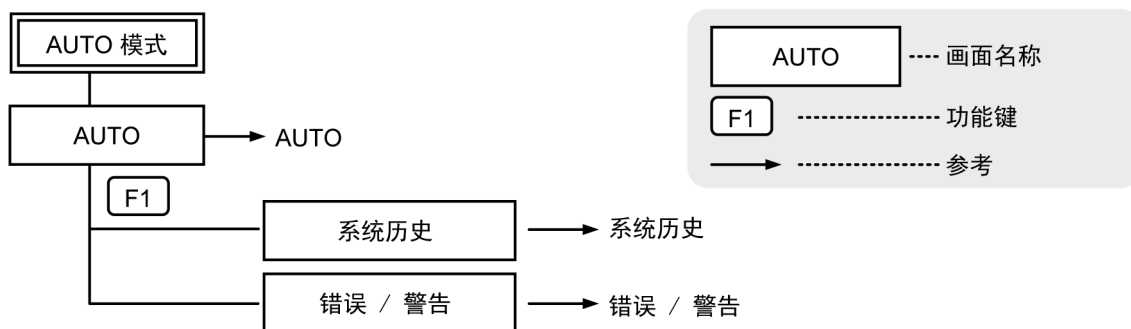 AUTO 模式
AUTO
AUTO
F1
系统历史
系统历史
错误 / 警告
错误 / 警告
AUTO
画面名称
F1
功能键
参考